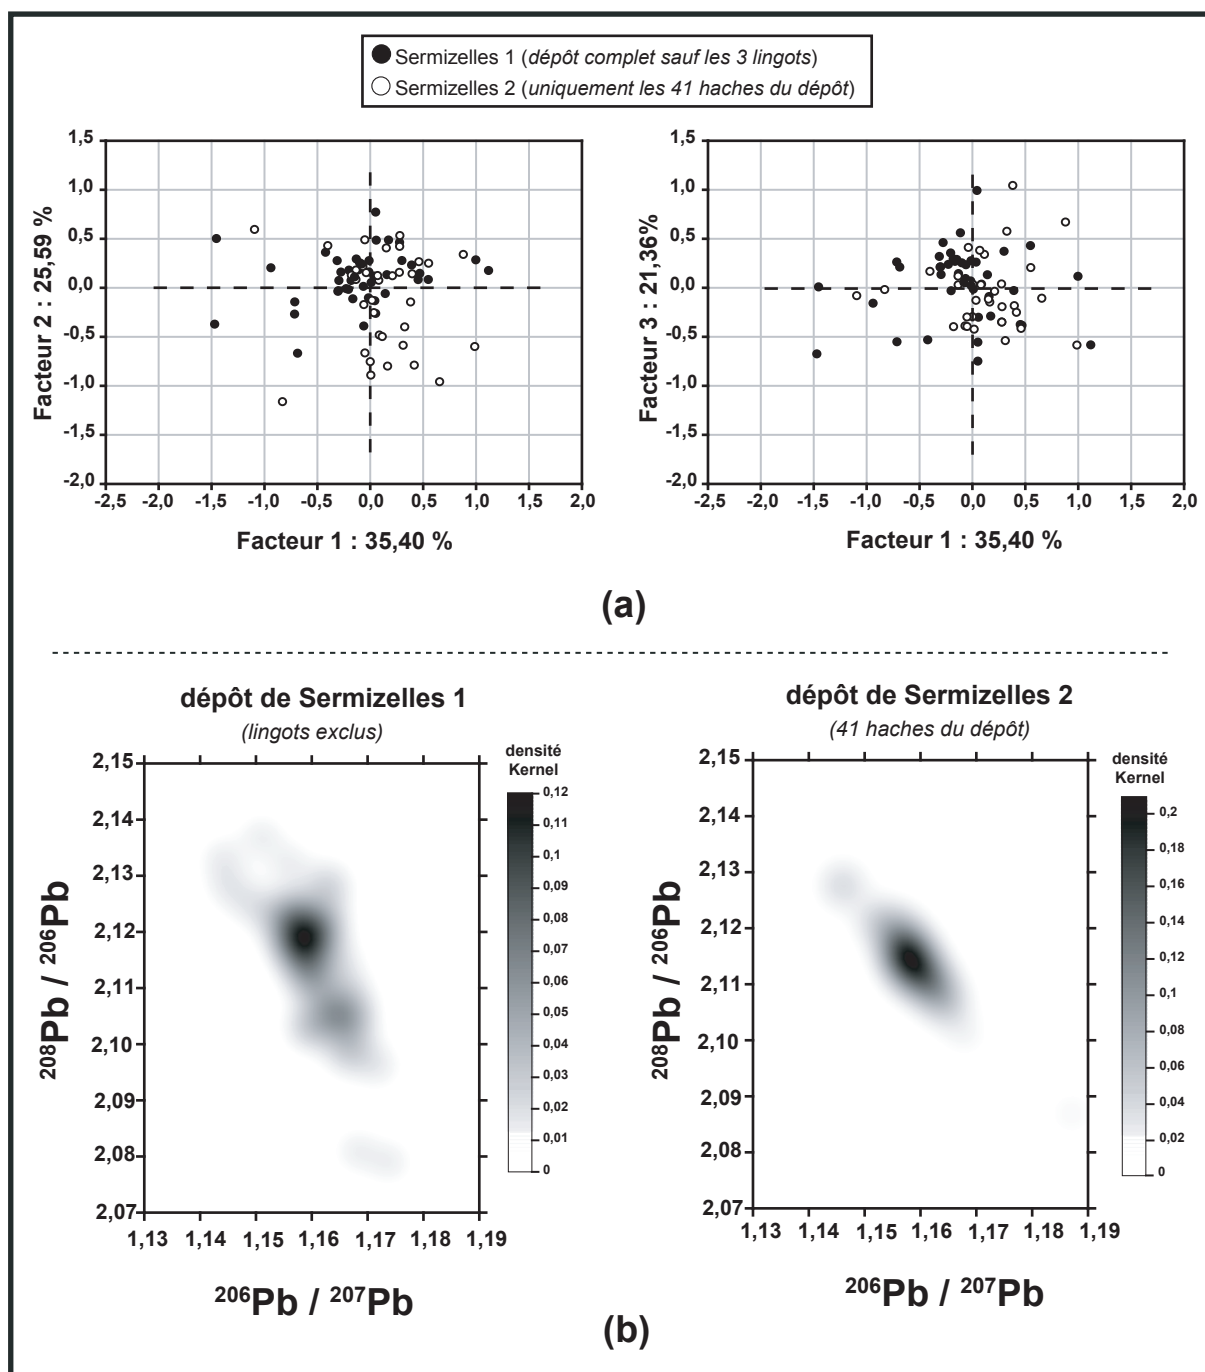 Sermizelles 1 (dépôt complet sauf les 3 lingots)
Sermizelles 2 (uniquement les 41 haches du dépôt)
1,5
1,0
0,5
0,0
-0,5
-1,0
-1,5
-2,0
-2,5 -2,0 -1,5 -1,0 -0,5 0,0 0,5 1,0 1,5 2,0
Facteur 2 : 25,59 %
Facteur 1 : 35,40 %
1,5
1,0
0,5
0,0
-0,5
-1,0
-1,5
-2,0
-2,5 -2,0 -1,5 -1,0 -0,5 0,0 0,5 1,0 1,5 2,0
Facteur 3 : 21,36%
Facteur 1 : 35,40 %
(a)
dépôt de Sermizelles 1
(lingots exclus)
densité
Kernel
2,15
2,14
2,13
2,12
2,11
2,10
2,09
2,08
2,07
1,13 1,14 1,15 1,16 1,17 1,18 1,19
0,12
0,11
0,1
0,09
0,08
0,07
0,06
0,05
0,04
0,03
0,02
0,01
0
208Pb / 206Pb
206Pb / 207Pb
dépôt de Sermizelles 2
(41 haches du dépôt)
densité
Kernel
2,15
2,14
2,13
2,12
2,11
2,10
2,09
2,08
2,07
1,13 1,14 1,15 1,16 1,17 1,18 1,19
0,2
0,18
0,16
0,14
0,12
0,1
0,08
0,06
0,04
0,02
0
208Pb / 206Pb
206Pb / 207Pb
(b)